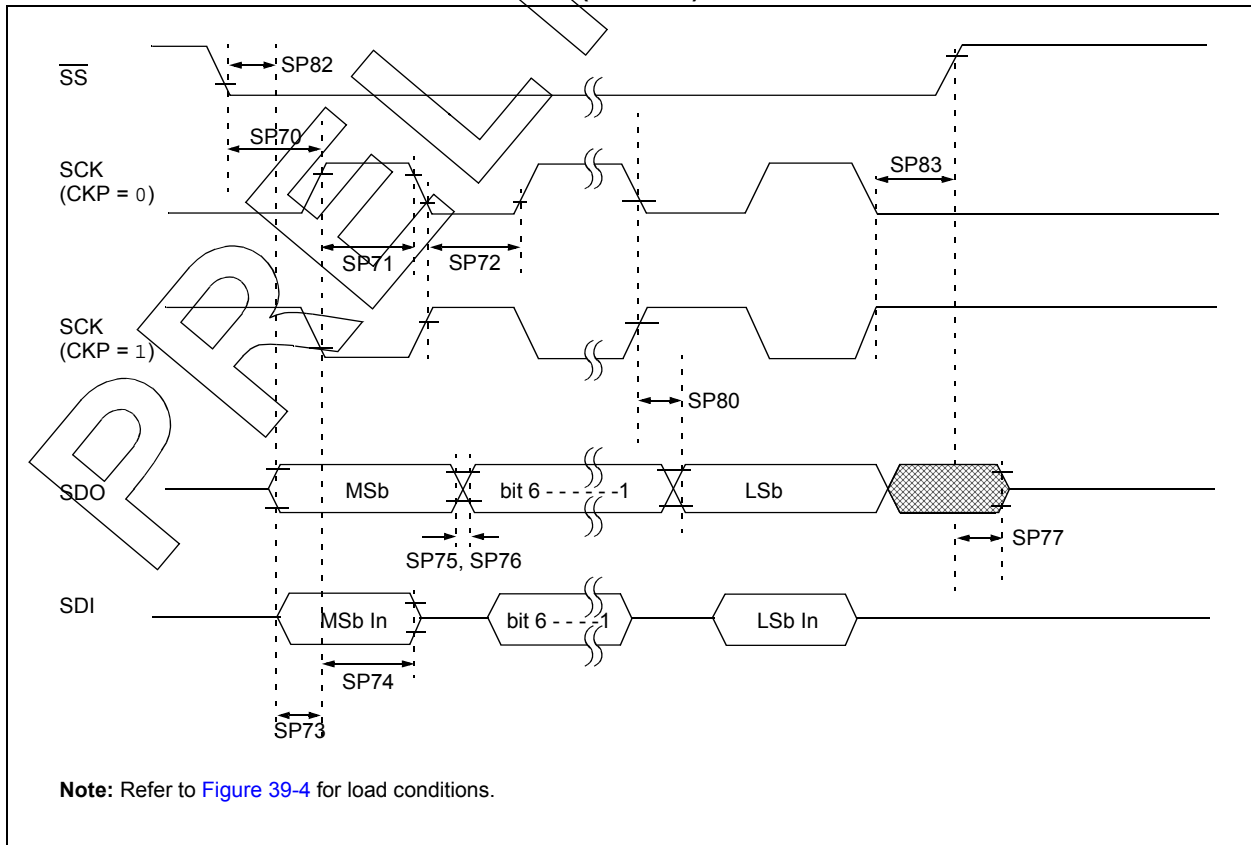 SS
SP82
SP70
SCK
(CKP = 0)
SP83
SP71
SP72
SCK
(CKP = 1)
SP80
SDO
MSb
bit 6 - - - - - -1
LSb
SP75, SP76
SP77
SDI
MSb In
bit 6 - - - -1
LSb In
SP74
SP73
Note: Refer to Figure 39-4 for load conditions.